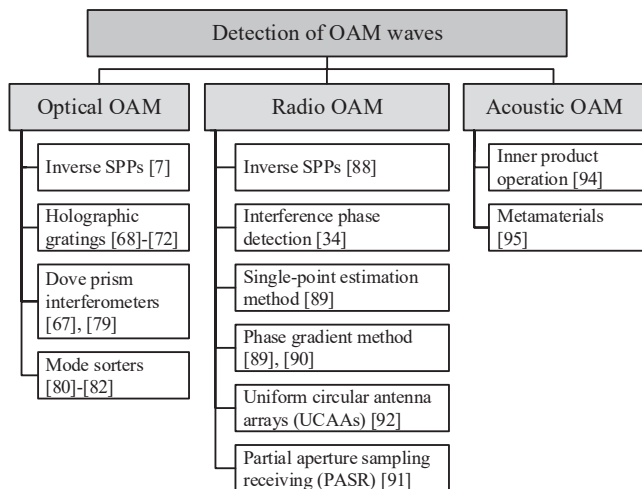 Detection of OAM waves
Optical OAM
Inverse SPPs [7]
Holographic
gratings [68]-[72]
Dove prism
interferometers
[67], [79]
Mode sorters
[80]-[82]
Radio OAM
Inverse SPPs [88]
Interference phase
detection [34]
Single-point estimation
method [89]
Phase gradient method
[89], [90]
Uniform circular antenna
arrays (UCAAs) [92]
Partial aperture sampling
receiving (PASR) [91]
Acoustic OAM
Inner product
operation [94]
Metamaterials
[95]